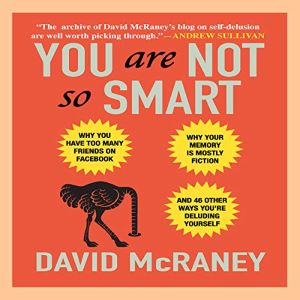 "The archive of David McRaney's blog on self-delusion
are well worth picking through."—ANDREW SULLIVAN
YOU are NOT
so SMART
WHY YOU
HAVE TOO MANY
FRIENDS ON
FACEBOOK
WHY YOUR
MEMORY
IS MOSTLY
FICTION
AND 46 OTHER
WAYS YOU'RE
DELUDING
YOURSELF
DAVID McRANEY